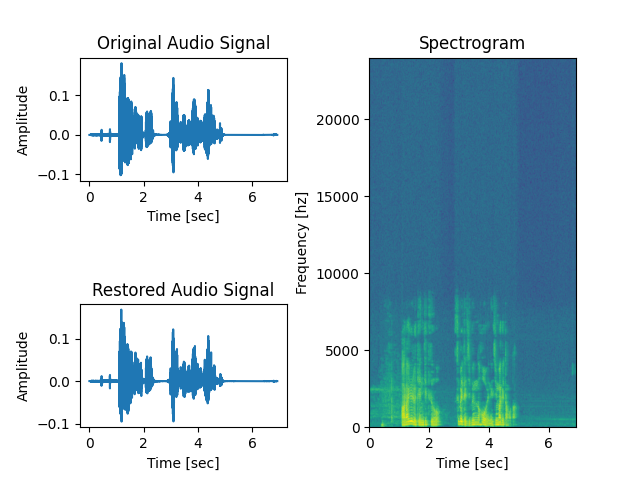 Original Audio Signal
Amplitude
0.1
0.0
−0.1
0
2
4
6
Time [sec]
Restored Audio Signal
Amplitude
0.1
0.0
−0.1
0
2
4
6
Time [sec]
Spectrogram
Frequency [hz]
20000
15000
10000
5000
0
0
2
4
6
Time [sec]